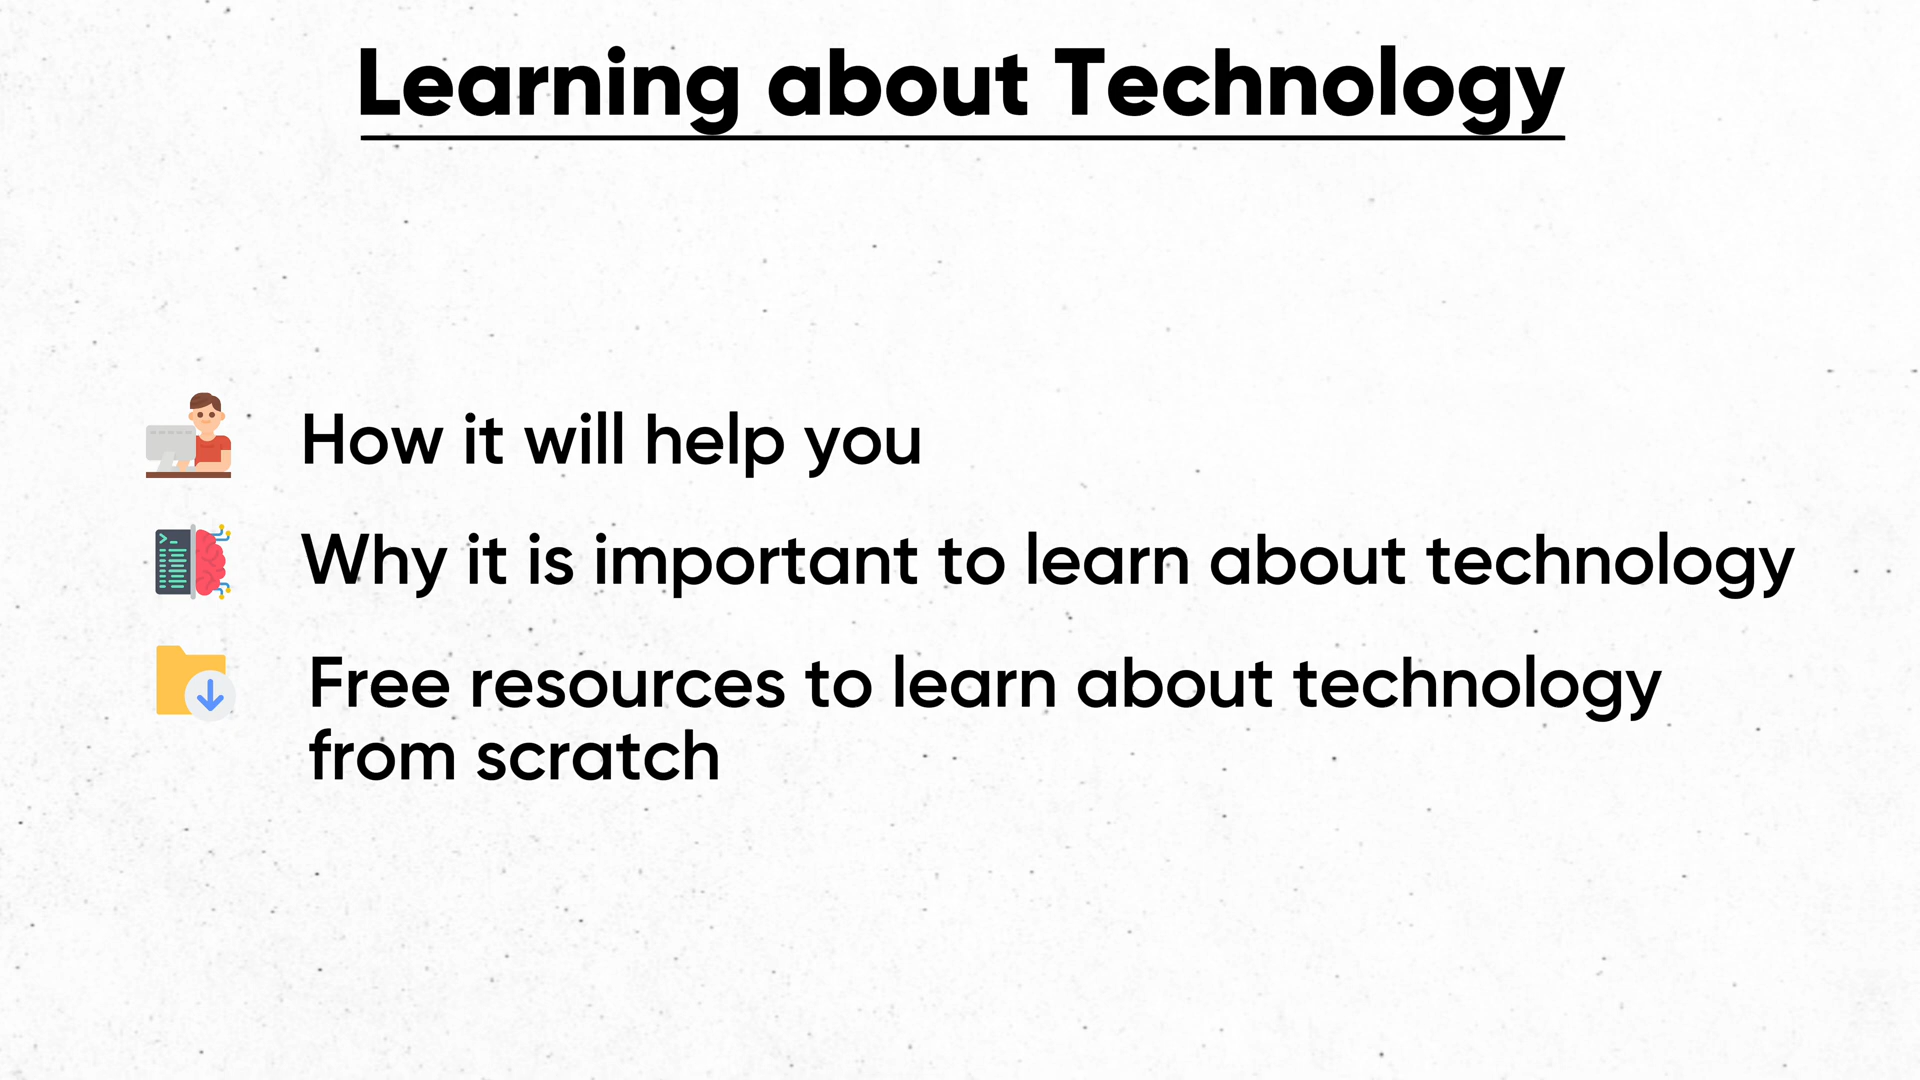 Learning about Technology
How it will help you
Why it is important to learn about technology
Free resources to learn about technology
from scratch